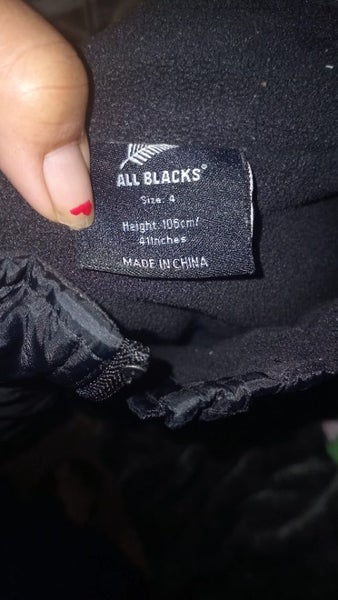 ALL BLACKS®
Size: 4
Height: 105cm/
41inches
MADE IN CHINA